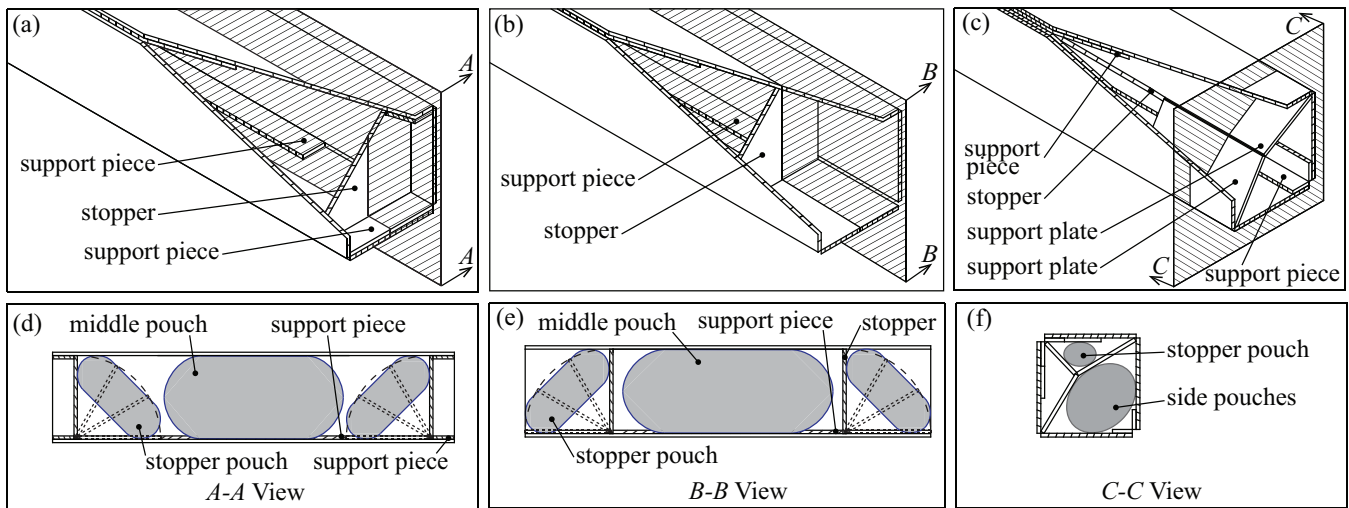 (a)
A
support piece
stopper
support piece
A
(b)
B
support piece
stopper
B
(c)
C
support
piece
stopper
support plate
support plate
C
support piece
(d)
middle pouch
support piece
stopper pouch
support piece
A-A View
(e)
middle pouch
support piece
stopper
stopper pouch
B-B View
(f)
stopper pouch
side pouches
C-C View